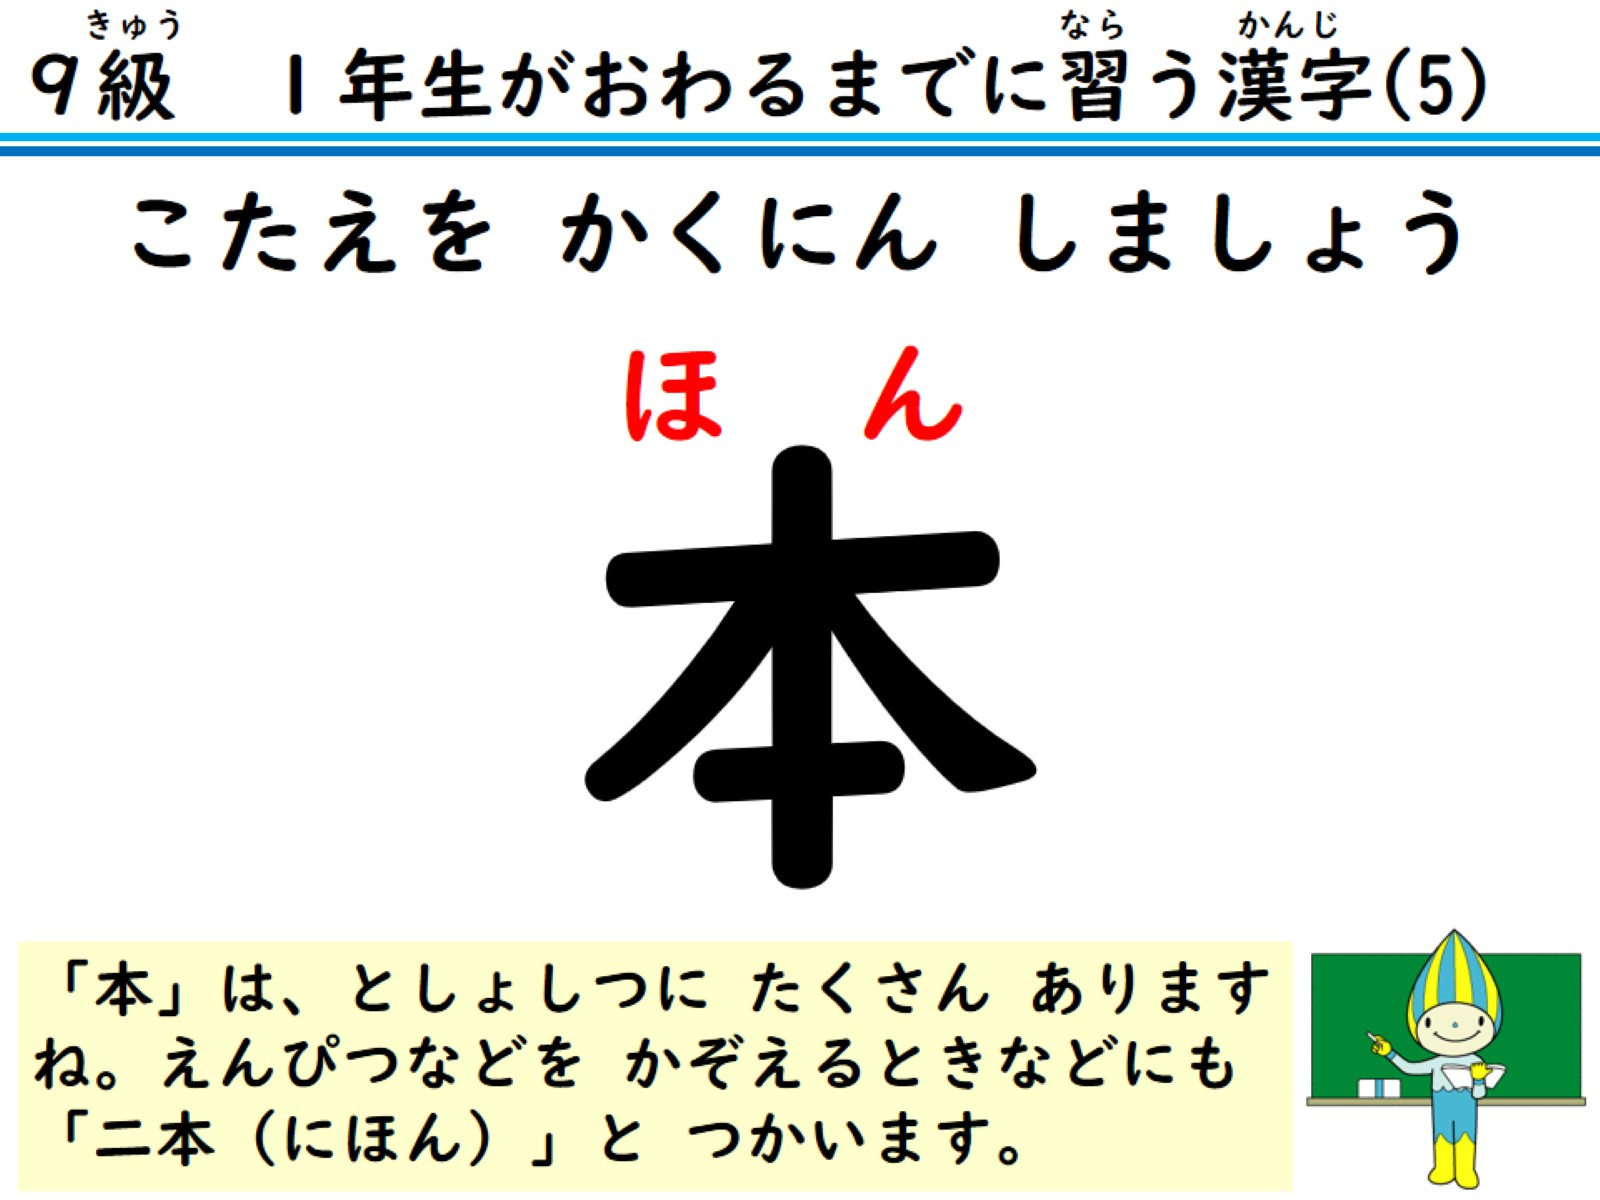 きゅう なら かんじ
9級 1年生がおわるまでに習う漢字(5)
こたえを かくにん しましょう
ほん
本
「本」は、としょしつに たくさん あります
ね。えんぴつなどを かぞえるときなどにも
「二本(にほん)」と つかいます。